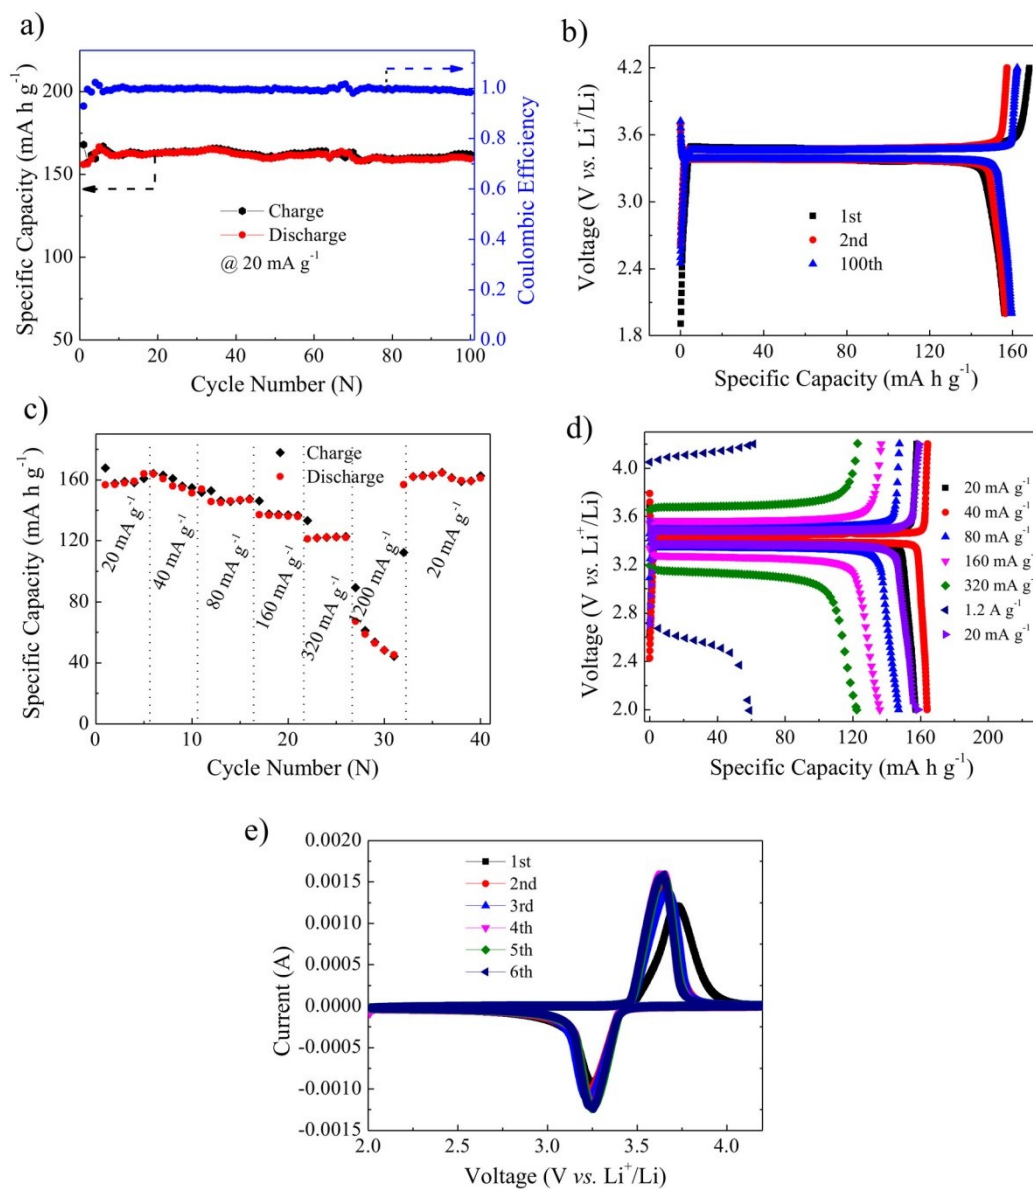 a)
200
150
100
50
Specific Capacity (mA h g⁻¹)
1.0
0.8
0.6
0.4
0.2
0.0
Coulombic Efficiency
Charge
Discharge
@ 20 mA g⁻¹
0 20 40 60 80 100
Cycle Number (N)
b)
4.2
3.6
3.0
2.4
1.8
Voltage (V vs. Li⁺/Li)
1st
2nd
100th
0 40 80 120 160
Specific Capacity (mA h g⁻¹)
c)
200
160
120
80
40
0
Specific Capacity (mA h g⁻¹)
Charge
Discharge
20 mA g⁻¹
40 mA g⁻¹
80 mA g⁻¹
160 mA g⁻¹
320 mA g⁻¹
200 mA g⁻¹
20 mA g⁻¹
0 10 20 30 40
Cycle Number (N)
d)
4.0
3.6
3.2
2.8
2.4
2.0
Voltage (V vs. Li⁺/Li)
20 mA g⁻¹
40 mA g⁻¹
80 mA g⁻¹
160 mA g⁻¹
320 mA g⁻¹
1.2 A g⁻¹
20 mA g⁻¹
0 40 80 120 160 200
Specific Capacity (mA h g⁻¹)
e)
0.0020
0.0015
0.0010
0.0005
0.0000
-0.0005
-0.0010
-0.0015
Current (A)
1st
2nd
3rd
4th
5th
6th
2.0 2.5 3.0 3.5 4.0
Voltage (V vs. Li⁺/Li)